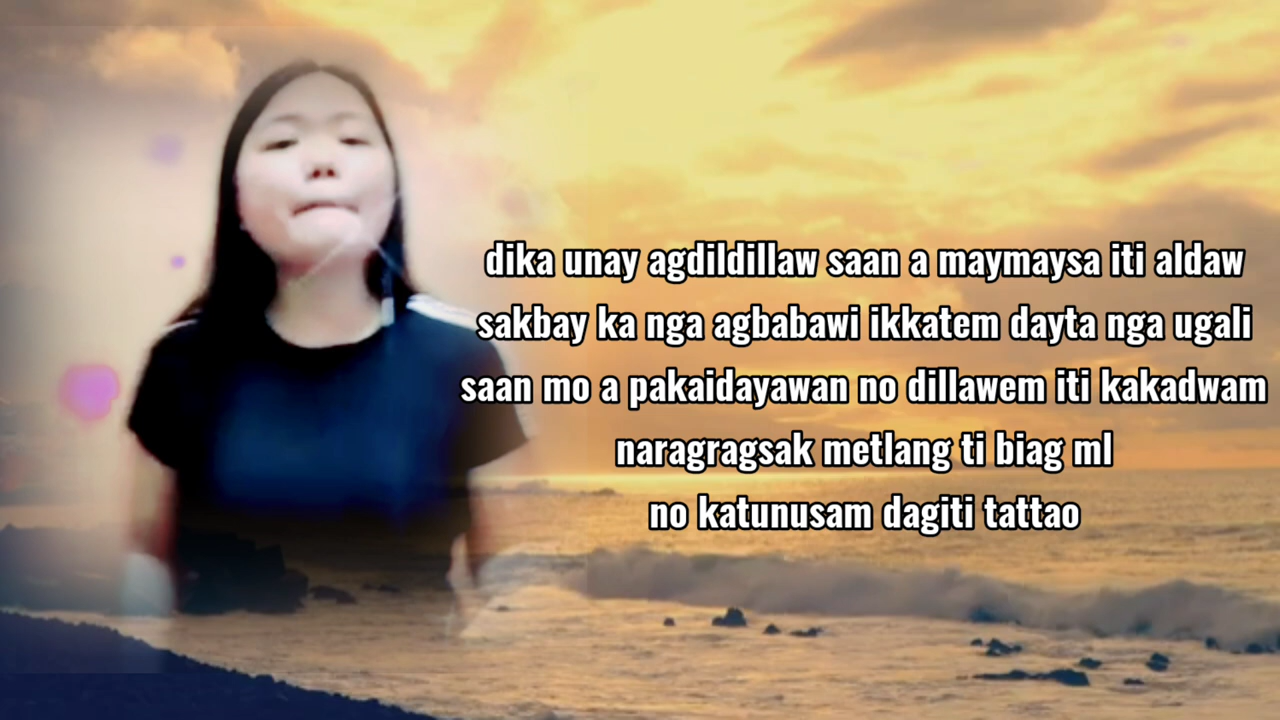 dika unay agdildillaw saan a maymaysa iti aldaw
sakbay ka nga agbabawi ikkatem dayta nga ugali
saan mo a pakaidayawan no dillawem iti kakadwam
naragragsak metlang ti biag ml
no katunusam dagiti tattao